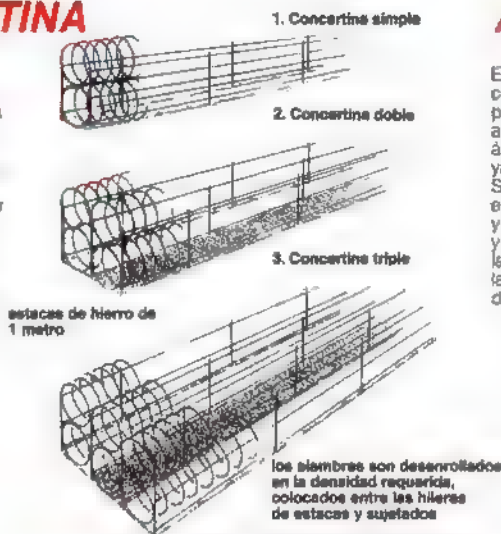 TINA
1. Concertina simple
2. Concertina doble
3. Concertina triple
estacas de hierro de
1 metro
los alambres son desenrollados
en la densidad requerida,
colocados entre las hileras
de estacas y sujetados